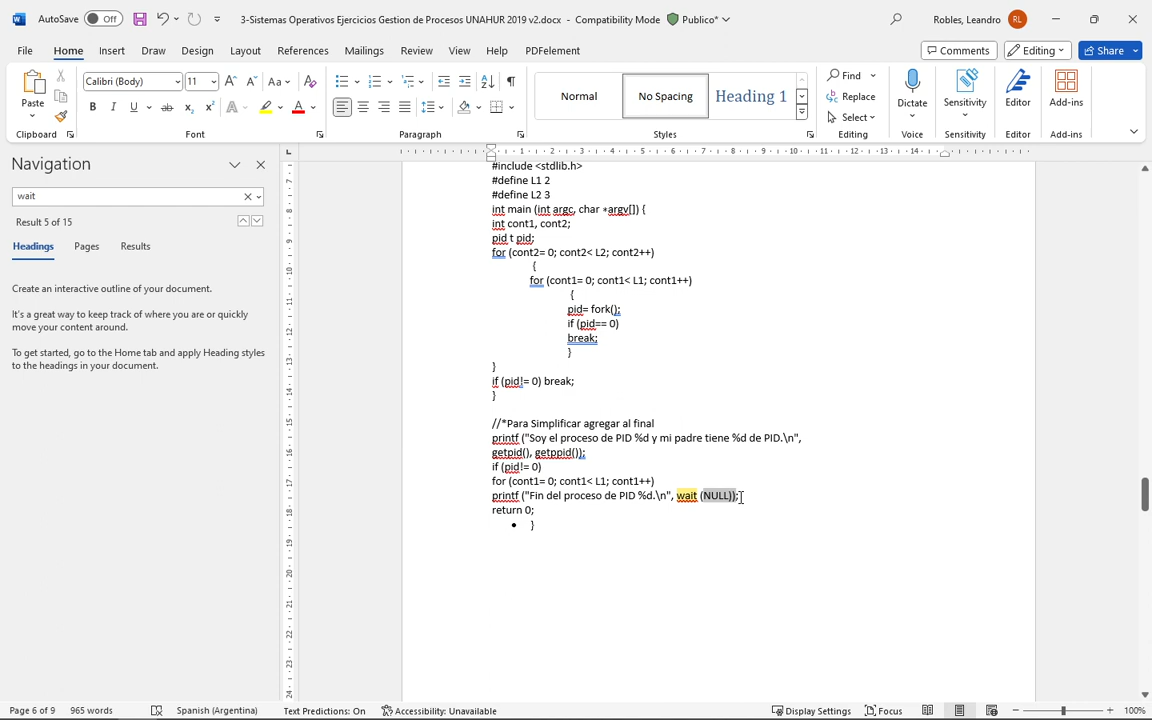 AutoSave Off 3-Sistemas Operativos Ejercicios Gestion de Procesos UNAHUR 2019 v2.docx - Compatibility Mode Publico* Robles, Leandro RL
File Home Insert Draw Design Layout References Mailings Review View Help PDFelement Comments Editing Share
Paste Calibri (Body) 11 Normal No Spacing Heading 1 Find Replace Select Dictate Sensitivity Editor Add-ins
Clipboard Font Paragraph Styles Editing Voice Sensitivity Editor Add-ins
Navigation
wait
Result 5 of 15
Headings Pages Results
Create an interactive outline of your document.
It's a great way to keep track of where you are or quickly
move your content around.
To get started, go to the Home tab and apply Heading styles
to the headings in your document.
#include <stdlib.h>
#define L1 2
#define L2 3
int main (int argc, char *argv[]) {
int cont1, cont2;
pid t pid;
for (cont2= 0; cont2< L2; cont2++)
{
for (cont1= 0; cont1< L1; cont1++)
{
pid= fork();
if (pid== 0)
break;
}
}
if (pid!= 0) break;
}
//*Para Simplificar agregar al final
printf ("Soy el proceso de PID %d y mi padre tiene %d de PID.\n",
getpid(), getppid());
if (pid!= 0)
for (cont1= 0; cont1< L1; cont1++)
printf ("Fin del proceso de PID %d.\n", wait (NULL));
return 0;
• }
Page 6 of 9 965 words Spanish (Argentina) Text Predictions: On Accessibility: Unavailable Display Settings Focus 100%